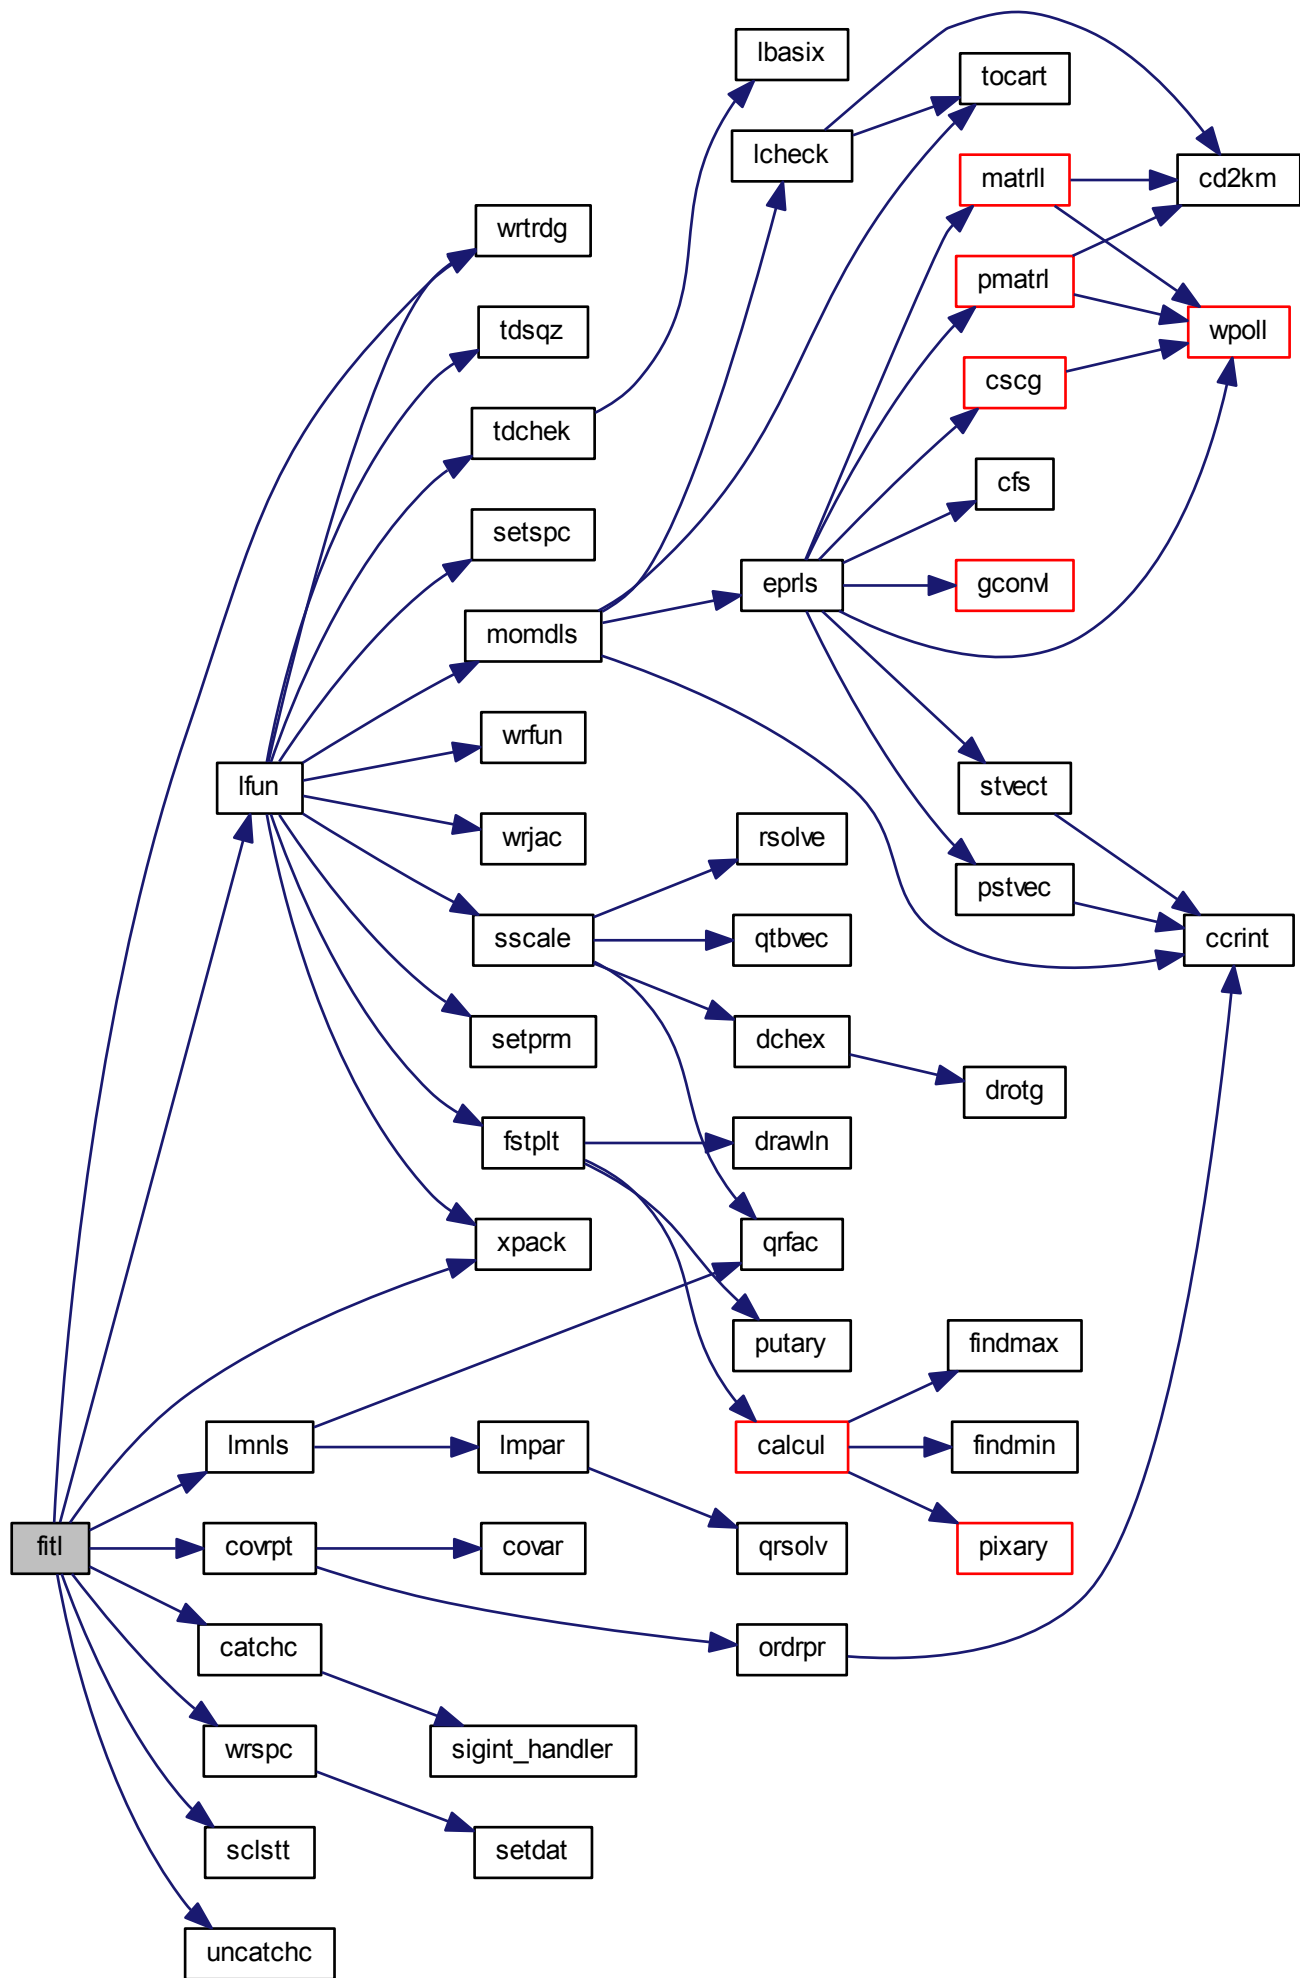 lbasix
tocart
lcheck
matrll
cd2km
wrtrdg
pmatrl
tdsqz
wpoll
cscg
tdchek
cfs
setspc
eprls
gconvl
momdls
wrfun
lfun
stvect
wrjac
rsolve
pstvec
sscale
qtbvec
ccrint
setprm
dchex
drotg
fstplt
drawln
xpack
qrfac
putary
findmax
lmnls
lmpar
calcul
findmin
fitl
covrpt
covar
qrsolv
pixary
catchc
ordrpr
wrspc
sigint_handler
sclstt
setdat
uncatchc